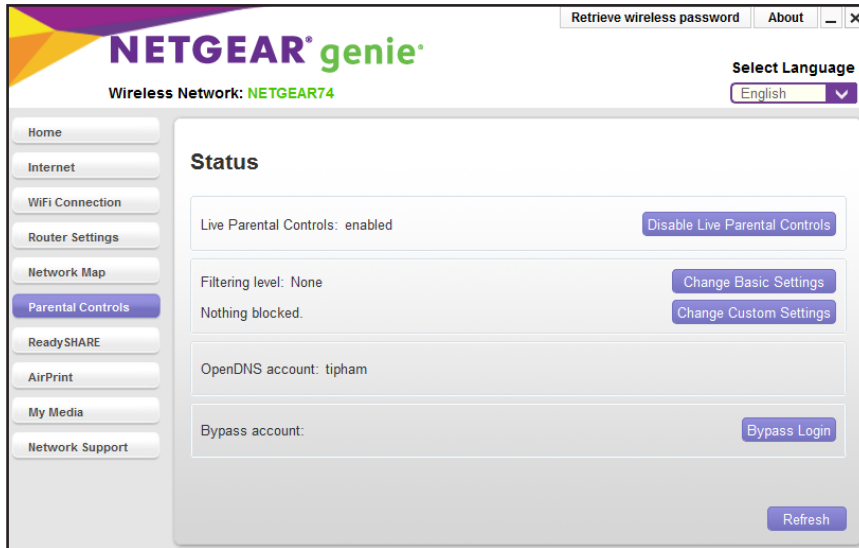 Retrieve wireless password About
NETGEAR® genie®
Select Language
Wireless Network: NETGEAR74
English
Home
Internet
WiFi Connection
Router Settings
Network Map
Parental Controls
ReadySHARE
AirPrint
My Media
Network Support
Status
Live Parental Controls: enabled
Disable Live Parental Controls
Filtering level: None
Change Basic Settings
Nothing blocked.
Change Custom Settings
OpenDNS account: tipham
Bypass account:
Bypass Login
Refresh